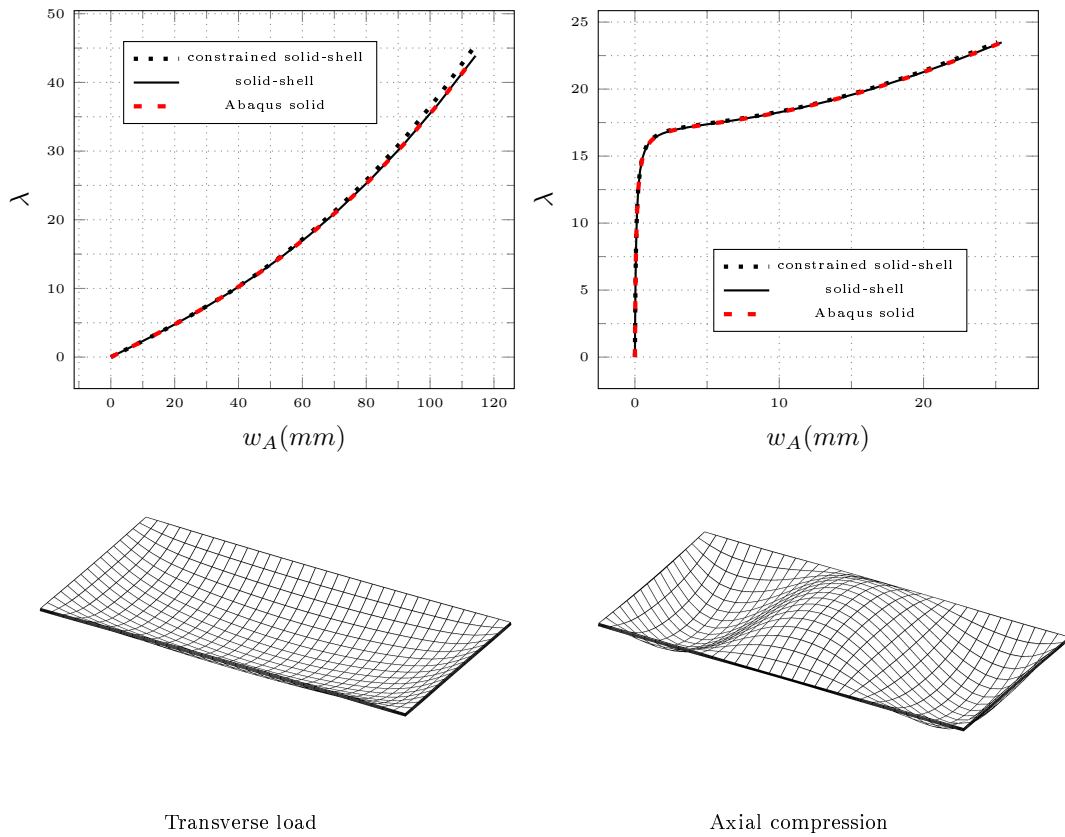 50
40
30
20
10
0
λ
constrained solid-shell
solid-shell
Abaqus solid
0 20 40 60 80 100 120
w_A(mm)
25
20
15
10
5
0
λ
constrained solid-shell
solid-shell
Abaqus solid
0 10 20
w_A(mm)
Transverse load
Axial compression